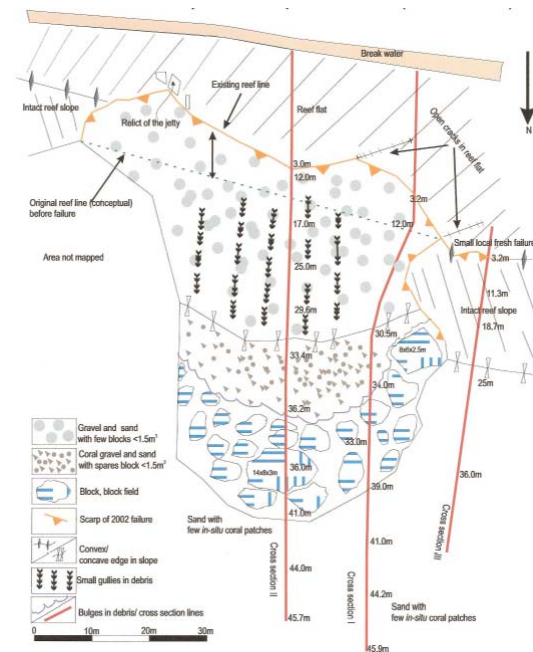 Break water
N
Existing reef line
Intact reef slope
Reef flat
Relict of the jetty
Open cracks in reef flat
3.0m
12.0m
3.2m
12.0m
Original reef line (conceptual)
before failure
17.0m
Small local fresh failure
3.2m
Area not mapped
25.0m
11.3m
Intact reef slope
18.7m
29.6m
30.5m
33.4m
8x6x2.5m
25m
34.0m
36.2m
33.0m
36.0m
14x8x3m
36.0m
39.0m
41.0m
Sand with
few in-situ coral patches
Cross section II
Cross section I
Cross section III
41.0m
44.0m
44.2m
Sand with
few in-situ coral patches
45.7m
45.9m
Gravel and sand
with few blocks <1.5m³
Coral gravel and sand
with spares block <1.5m³
Block, block field
Scarp of 2002 failure
Convex/
concave edge in slope
Small gullies in debris
Bulges in debris/ cross section lines
0 10m 20m 30m